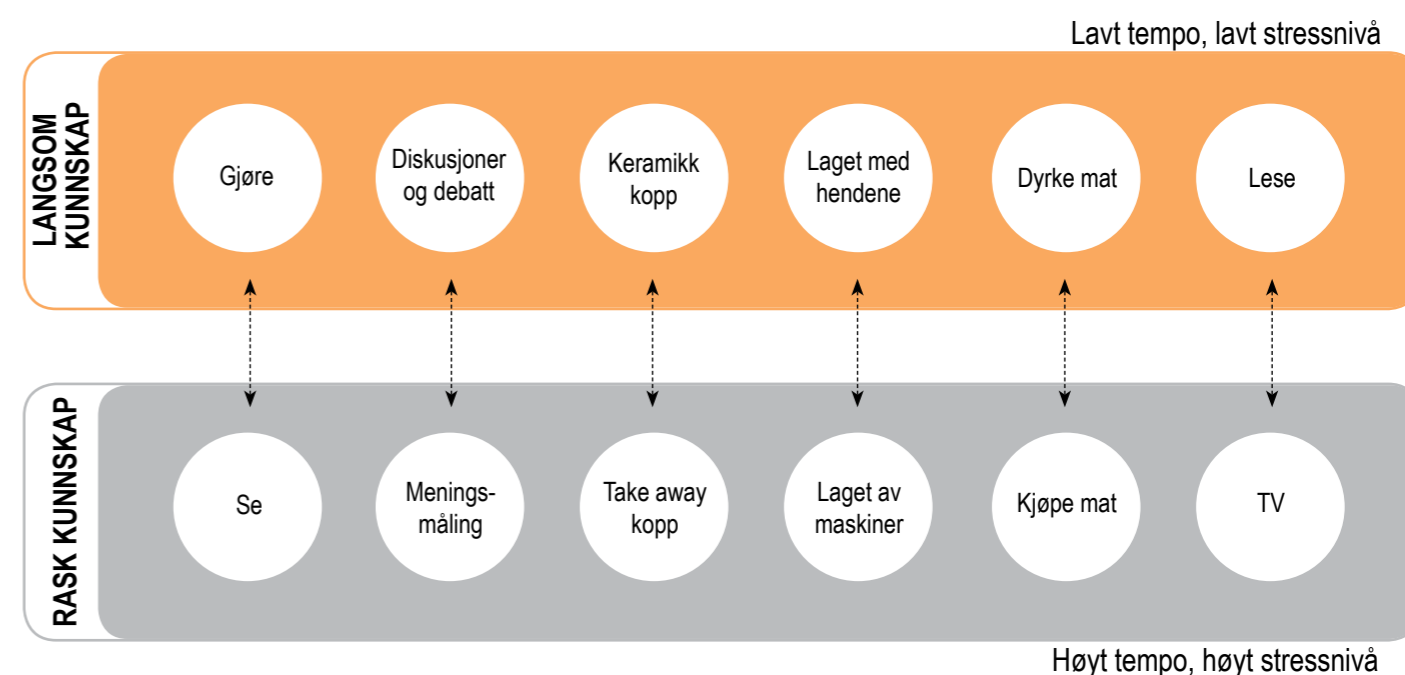 Lavt tempo, lavt stressnivå
LANGSOM
KUNNSKAP
Gjøre
Diskusjoner
og debatt
Keramikk
kopp
Laget med
hendene
Dyrke mat
Lese
RASK KUNNSKAP
Se
Menings-
måling
Take away
kopp
Laget av
maskiner
Kjøpe mat
TV
Høyt tempo, høyt stressnivå